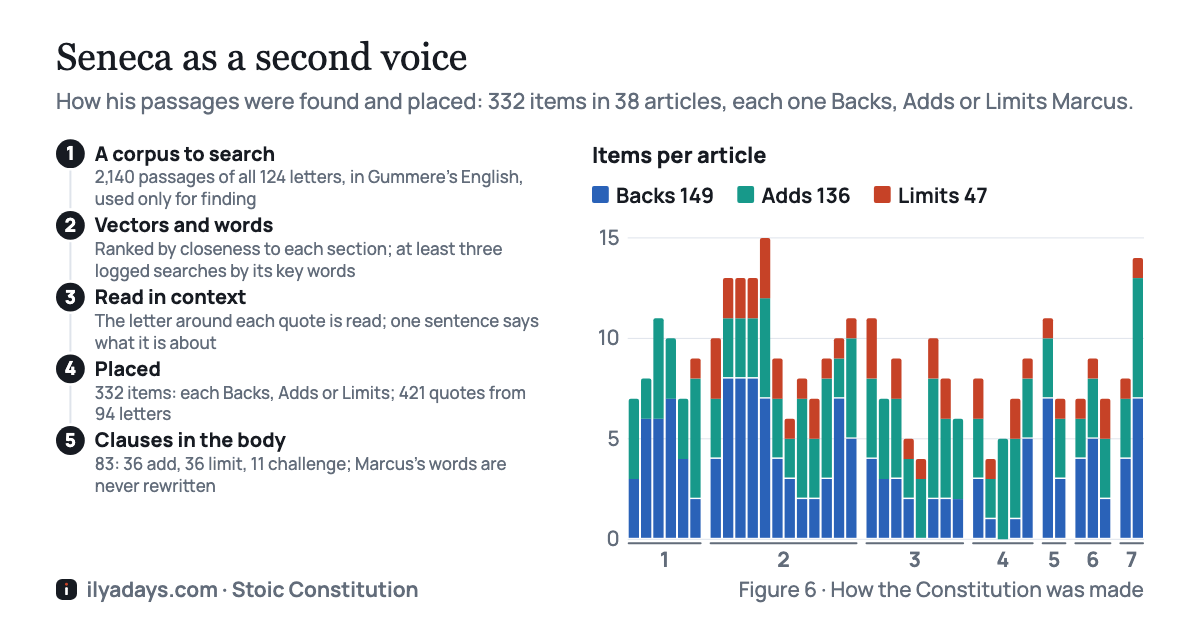 Seneca as a second voice
How his passages were found and placed: 332 items in 38 articles, each one Backs, Adds or Limits Marcus.
1 A corpus to search
2,140 passages of all 124 letters, in Gummere's English,
used only for finding
2 Vectors and words
Ranked by closeness to each section; at least three
logged searches by its key words
3 Read in context
The letter around each quote is read; one sentence says
what it is about
4 Placed
332 items: each Backs, Adds or Limits; 421 quotes from
94 letters
5 Clauses in the body
83: 36 add, 36 limit, 11 challenge; Marcus's words are
never rewritten
Items per article
Backs 149 Adds 136 Limits 47
15
10
5
0
1 2 3 4 5 6 7
i ilyadays.com · Stoic Constitution
Figure 6 · How the Constitution was made